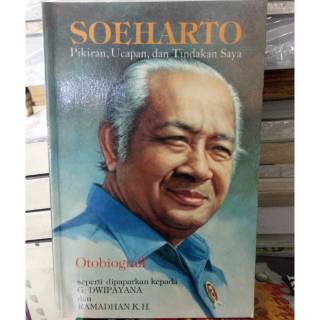 SOEHARTO
Pikiran, Ucapan, dan Tindakan Saya
Otobiografi
seperti dipaparkan kepada
G. DWIPAYANA
dan
RAMADHAN K.H.